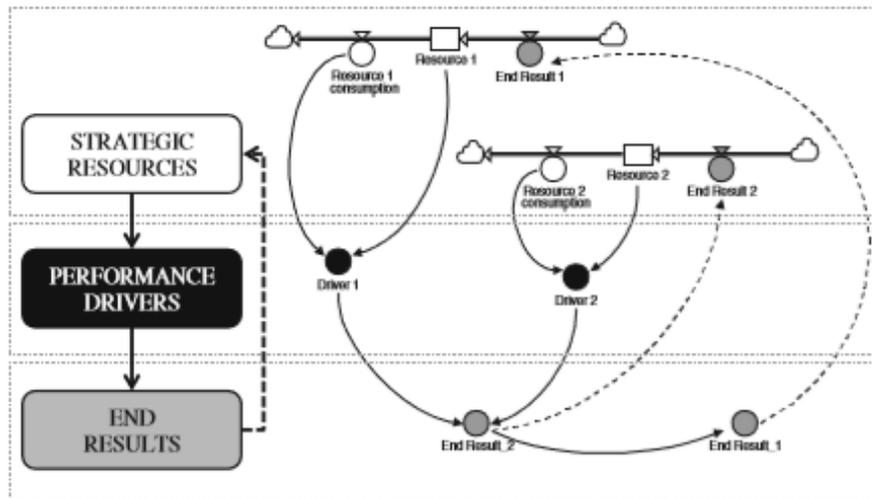 Resource 1
consumption
Resource 1
End Result 1
STRATEGIC
RESOURCES
Resource 2
consumption
Resource 2
End Result 2
PERFORMANCE
DRIVERS
Driver 1
Driver 2
END
RESULTS
End Result_2
End Result_1